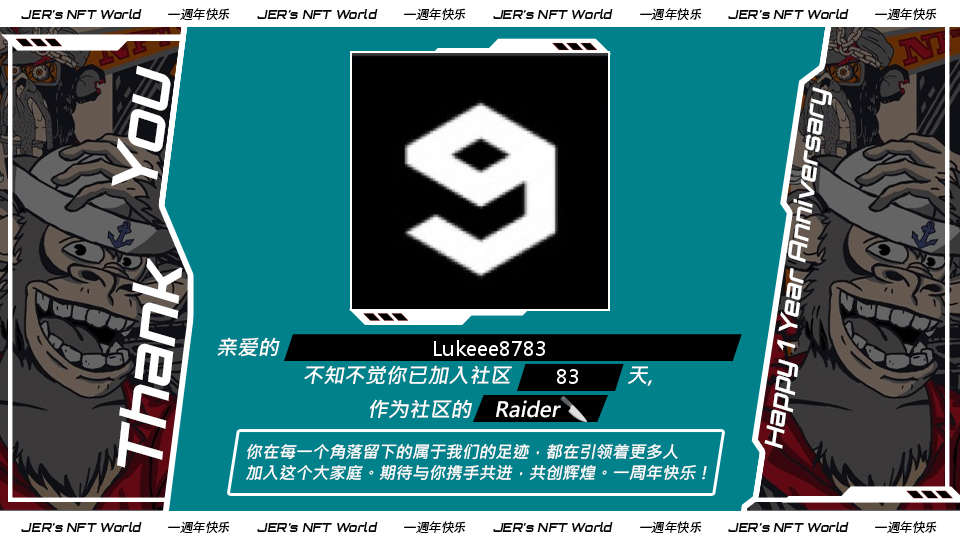 JER's NFT World 一週年快乐 JER's NFT World 一週年快乐 JER's NFT World 一週年快乐 JER's NFT World 一週年快乐
Thank You
9
亲爱的 Lukeee8783
不知不觉你已加入社区 83 天,
作为社区的 Raider🔪
你在每一个角落留下的属于我们的足迹，都在引领着更多人
加入这个大家庭。期待与你携手共进，共创辉煌。一周年快乐！
Happy 1 Year Anniversary
JER's NFT World 一週年快乐 JER's NFT World 一週年快乐 JER's NFT World 一週年快乐 JER's NFT World 一週年快乐